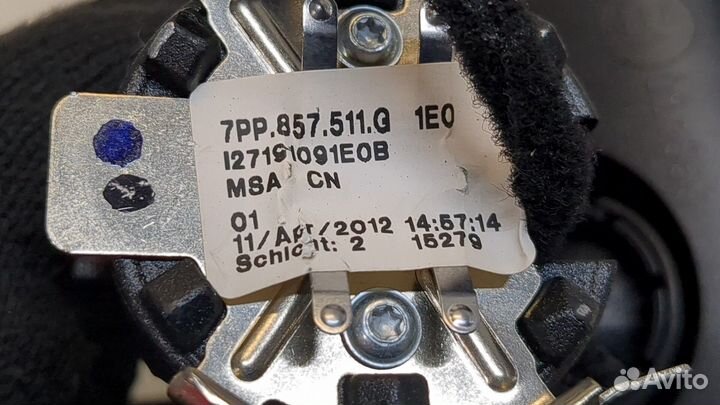 7PP.857.511.G 1E0
I27191091E0B
MSA CN
01
11/Apr/2012 14:57:14
Schicht: 2 15279
Avito